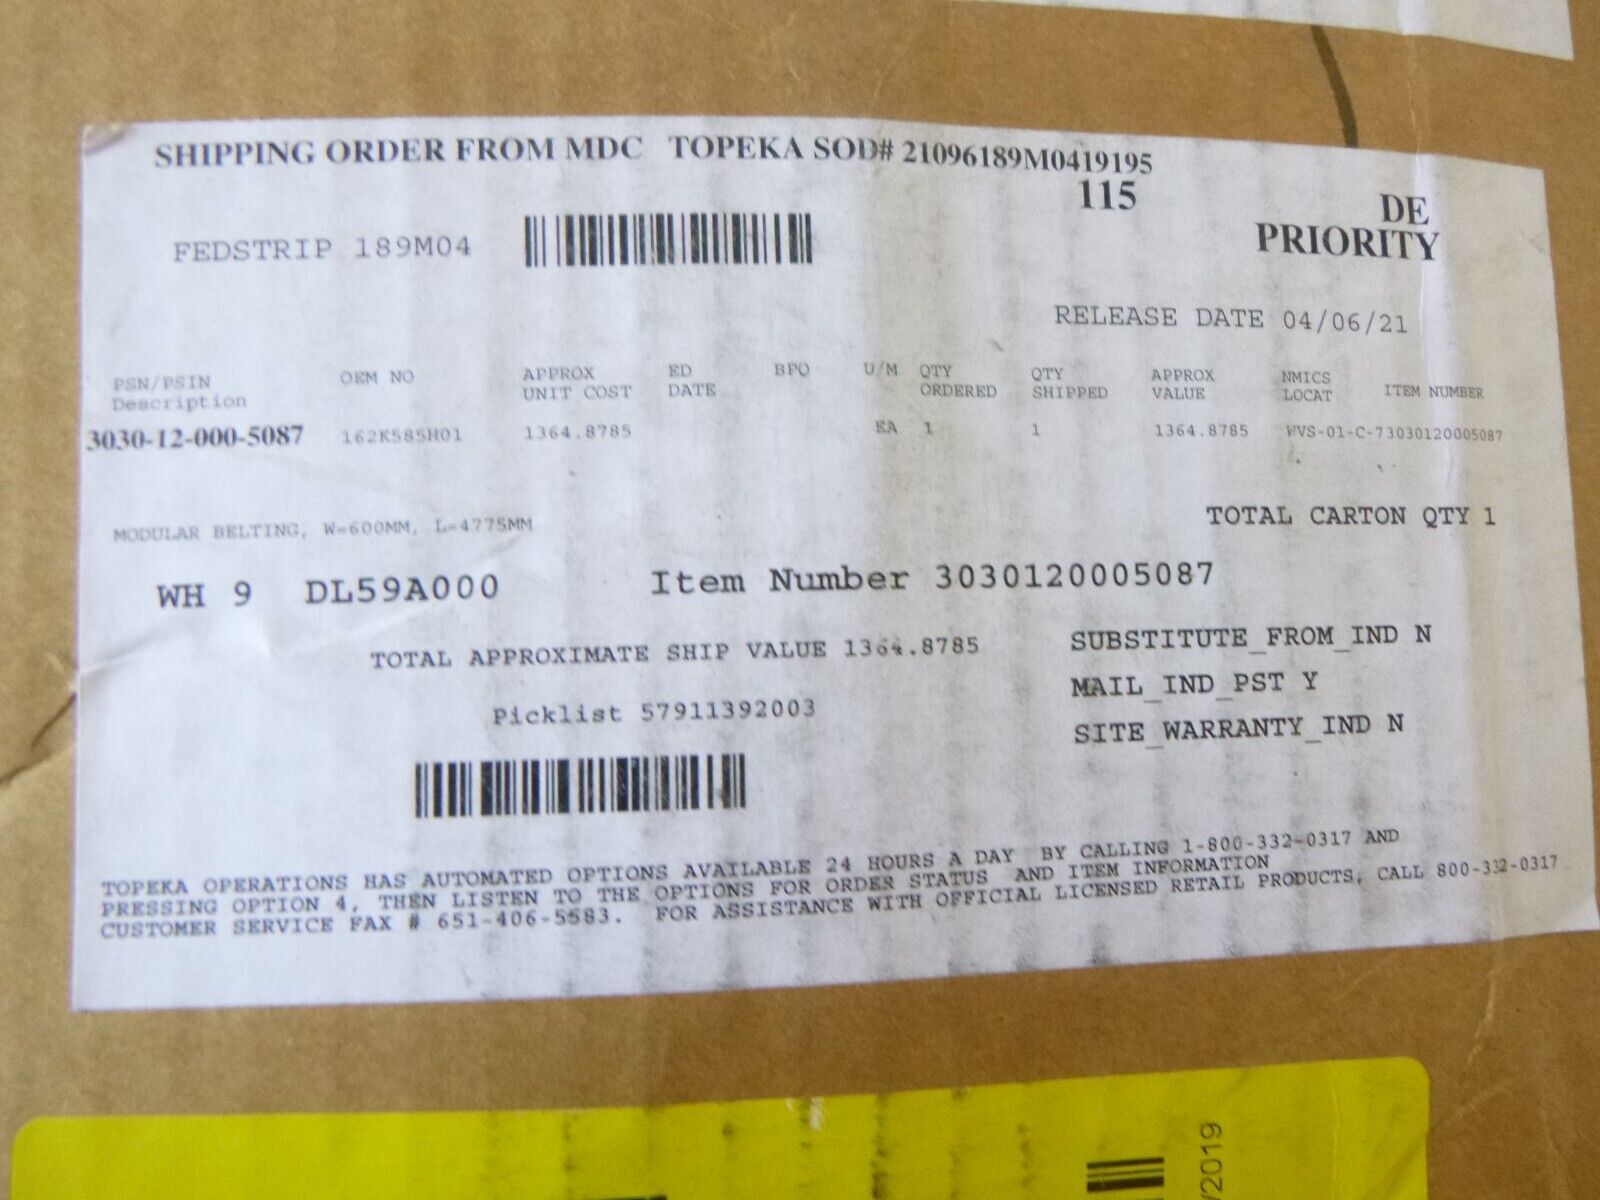 SHIPPING ORDER FROM MDC TOPEKA SOD# 21096189M0419195
115
DE
PRIORITY
FEDSTRIP 189M04
RELEASE DATE 04/06/21
PSN/PSIN OEM NO APPROX ED BPO U/M QTY QTY APPROX NMICS ITEM NUMBER
Description UNIT COST DATE ORDERED SHIPPED VALUE LOCAT
3030-12-000-5087 162K585H01 1364.8785 EA 1 1 1364.8785 WVS-01-C-73030120005087
MODULAR BELTING, W=600MM, L=4775MM
TOTAL CARTON QTY 1
WH 9 DL59A000 Item Number 3030120005087
TOTAL APPROXIMATE SHIP VALUE 1364.8785
SUBSTITUTE_FROM_IND N
MAIL_IND_PST Y
Picklist 57911392003
SITE_WARRANTY_IND N
TOPEKA OPERATIONS HAS AUTOMATED OPTIONS AVAILABLE 24 HOURS A DAY BY CALLING 1-800-332-0317 AND
PRESSING OPTION 4, THEN LISTEN TO THE OPTIONS FOR ORDER STATUS AND ITEM INFORMATION
CUSTOMER SERVICE FAX # 651-406-5583. FOR ASSISTANCE WITH OFFICIAL LICENSED RETAIL PRODUCTS, CALL 800-332-0317
/2019